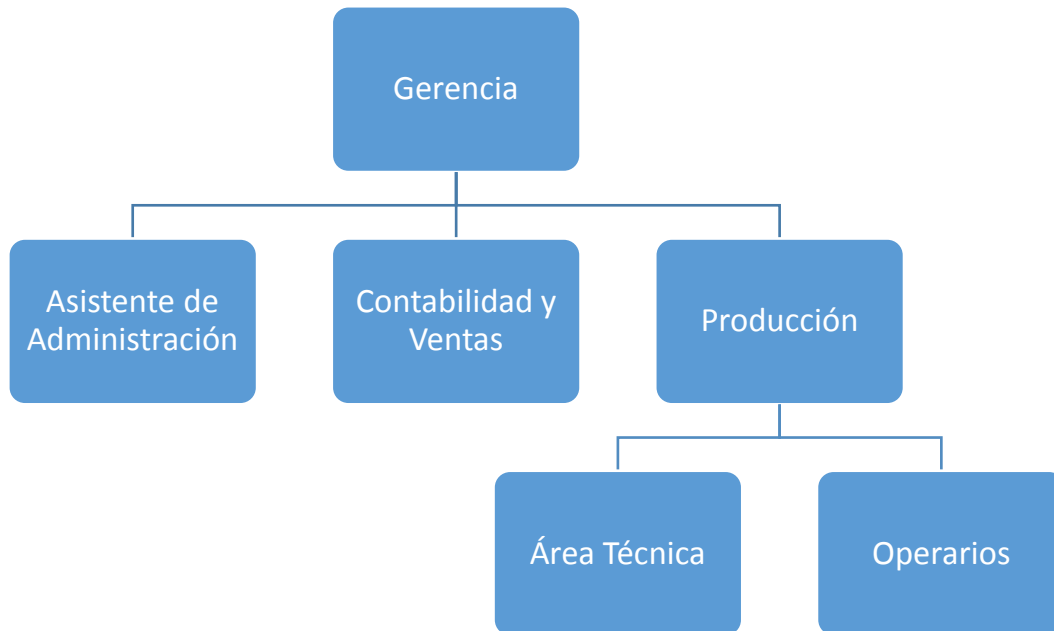 Gerencia
Asistente de
Administración
Contabilidad y
Ventas
Producción
Área Técnica
Operarios